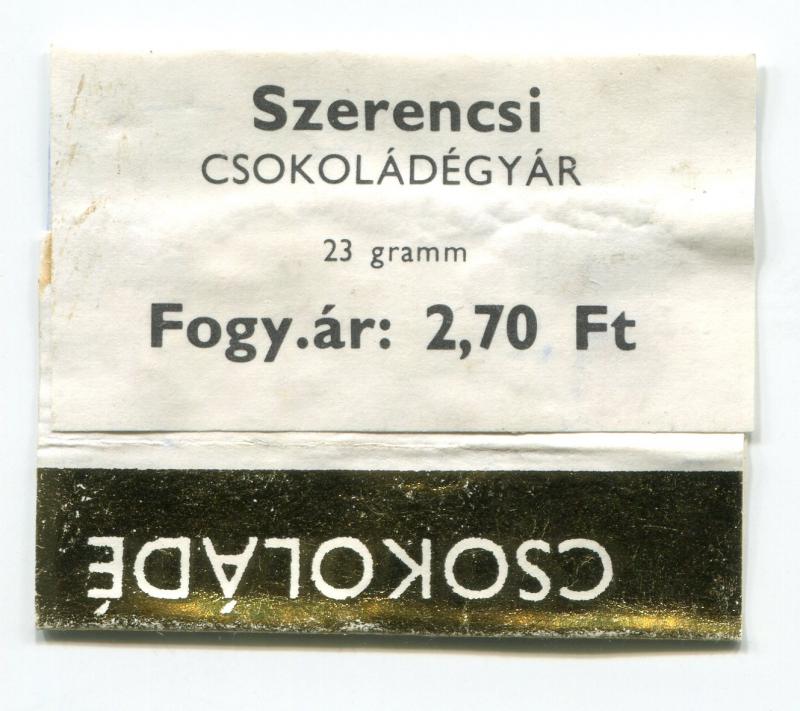 Szerencsi
CSOKOLÁDÉGYÁR
23 gramm
Fogy.ár: 2,70 Ft
CSOKOLÁDÉ